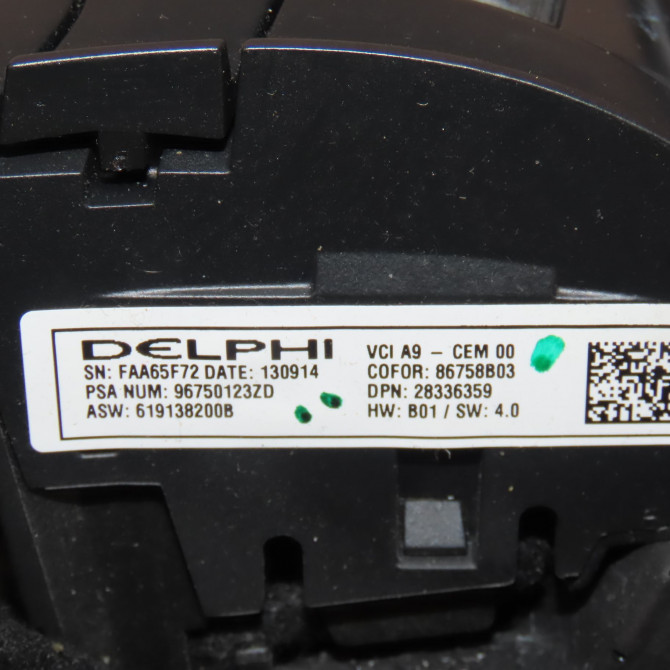 DELPHI
SN: FAA65F72 DATE: 130914
PSA NUM: 96750123ZD
ASW: 619138200B
VCI A9 - CEM 00
COFOR: 86758B03
DPN: 28336359
HW: B01 / SW: 4.0